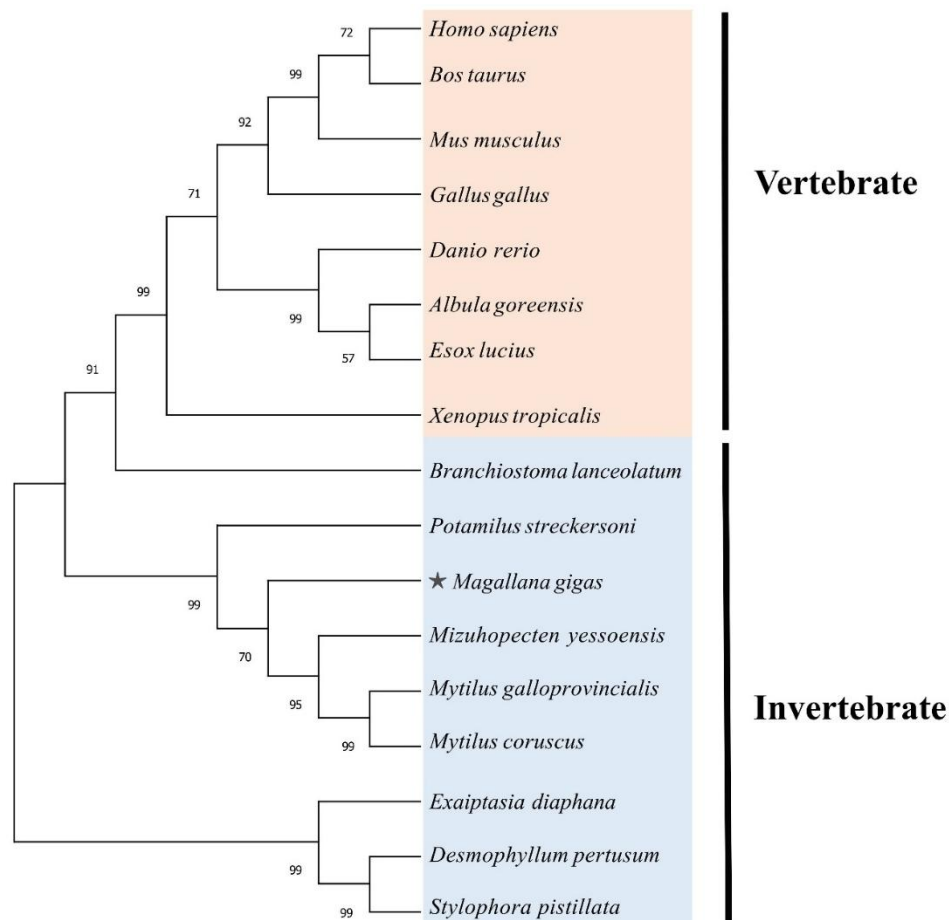 72
Homo sapiens
Bos taurus
99
92
Mus musculus
71
Gallus gallus
Vertebrate
Danio rerio
99
Albula goreensis
99
57
Esox lucius
91
Xenopus tropicalis
Branchiostoma lanceolatum
Potamilus streckersoni
★ Magallana gigas
99
Mizuhopecten yessoensis
70
Mytilus galloprovincialis
95
Invertebrate
Mytilus coruscus
99
Exaiptasia diaphana
Desmophyllum pertusum
99
Stylophora pistillata
99